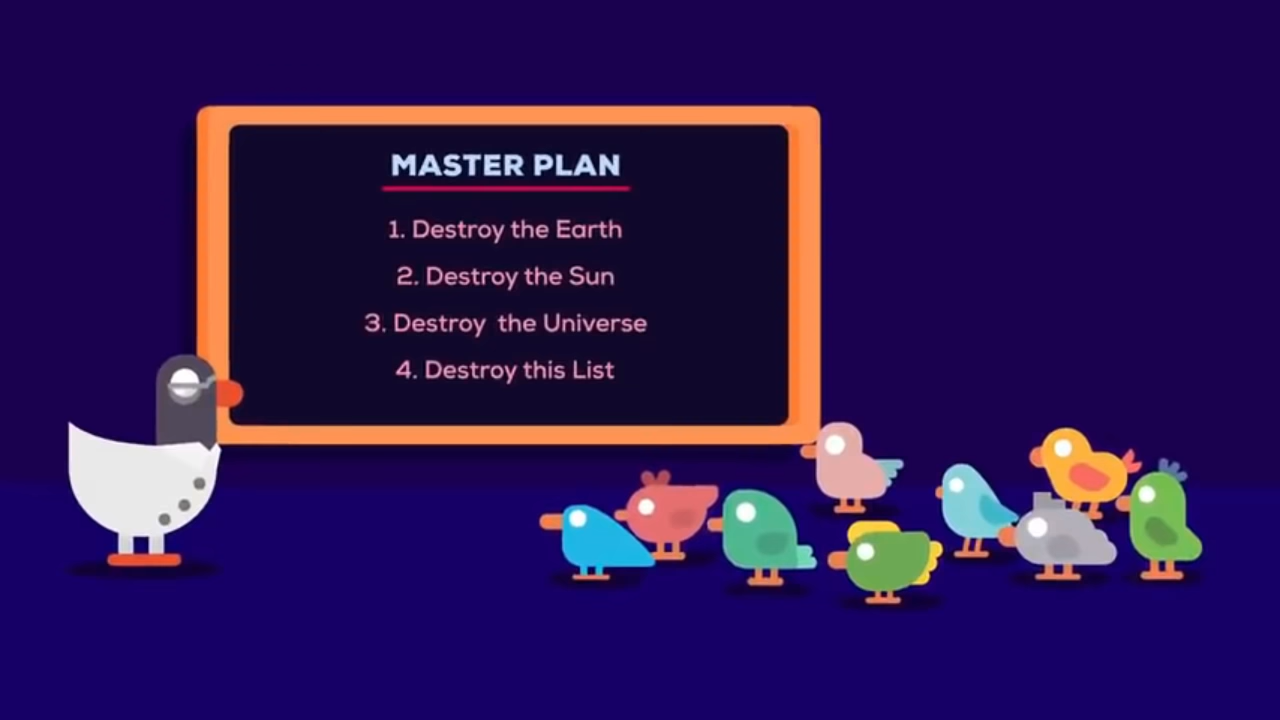 MASTER PLAN
1. Destroy the Earth
2. Destroy the Sun
3. Destroy  the Universe
4. Destroy this List